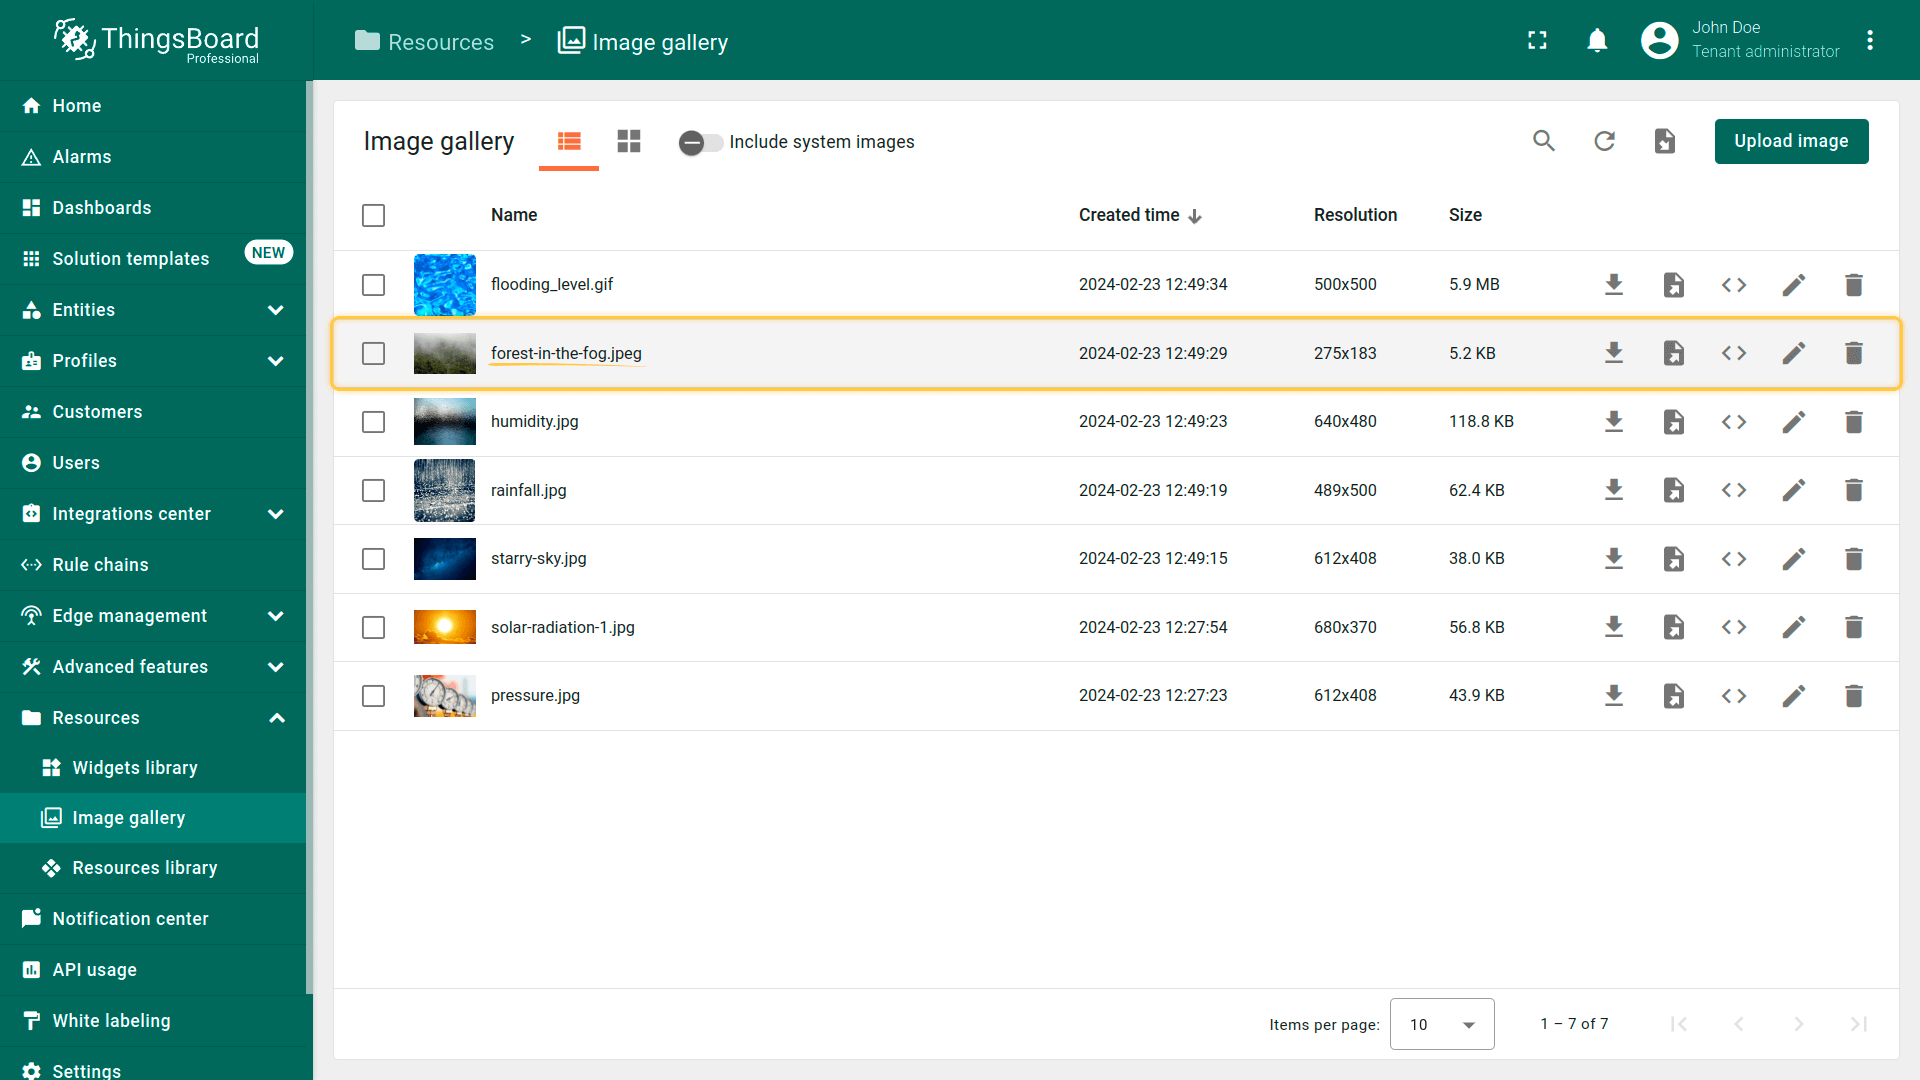 ThingsBoard
Professional
Resources > Image gallery
John Doe
Tenant administrator
Home
Alarms
Dashboards
Solution templates NEW
Entities
Profiles
Customers
Users
Integrations center
Rule chains
Edge management
Advanced features
Resources
Widgets library
Image gallery
Resources library
Notification center
API usage
White labeling
Settings
Image gallery Include system images Upload image
Name Created time Resolution Size
flooding_level.gif 2024-02-23 12:49:34 500x500 5.9 MB
forest-in-the-fog.jpeg 2024-02-23 12:49:29 275x183 5.2 KB
humidity.jpg 2024-02-23 12:49:23 640x480 118.8 KB
rainfall.jpg 2024-02-23 12:49:19 489x500 62.4 KB
starry-sky.jpg 2024-02-23 12:49:15 612x408 38.0 KB
solar-radiation-1.jpg 2024-02-23 12:27:54 680x370 56.8 KB
pressure.jpg 2024-02-23 12:27:23 612x408 43.9 KB
Items per page: 10 1 – 7 of 7